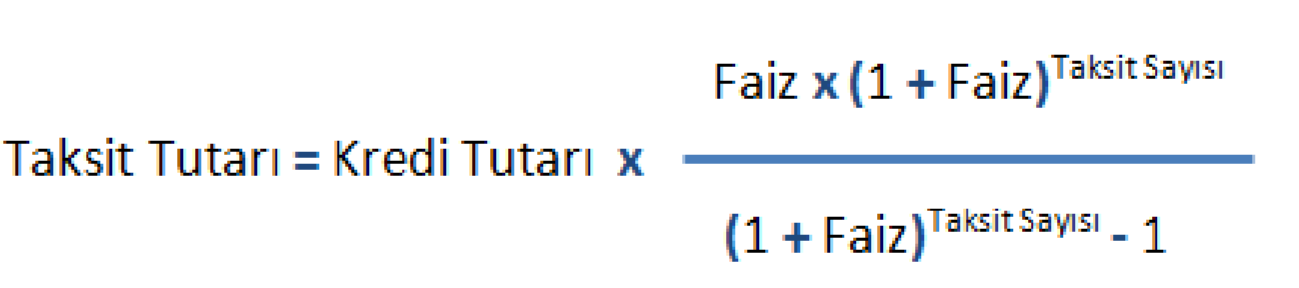 Faiz x (1 + Faiz)^Taksit Sayısı
Taksit Tutarı = Kredi Tutarı x
(1 + Faiz)^Taksit Sayısı - 1